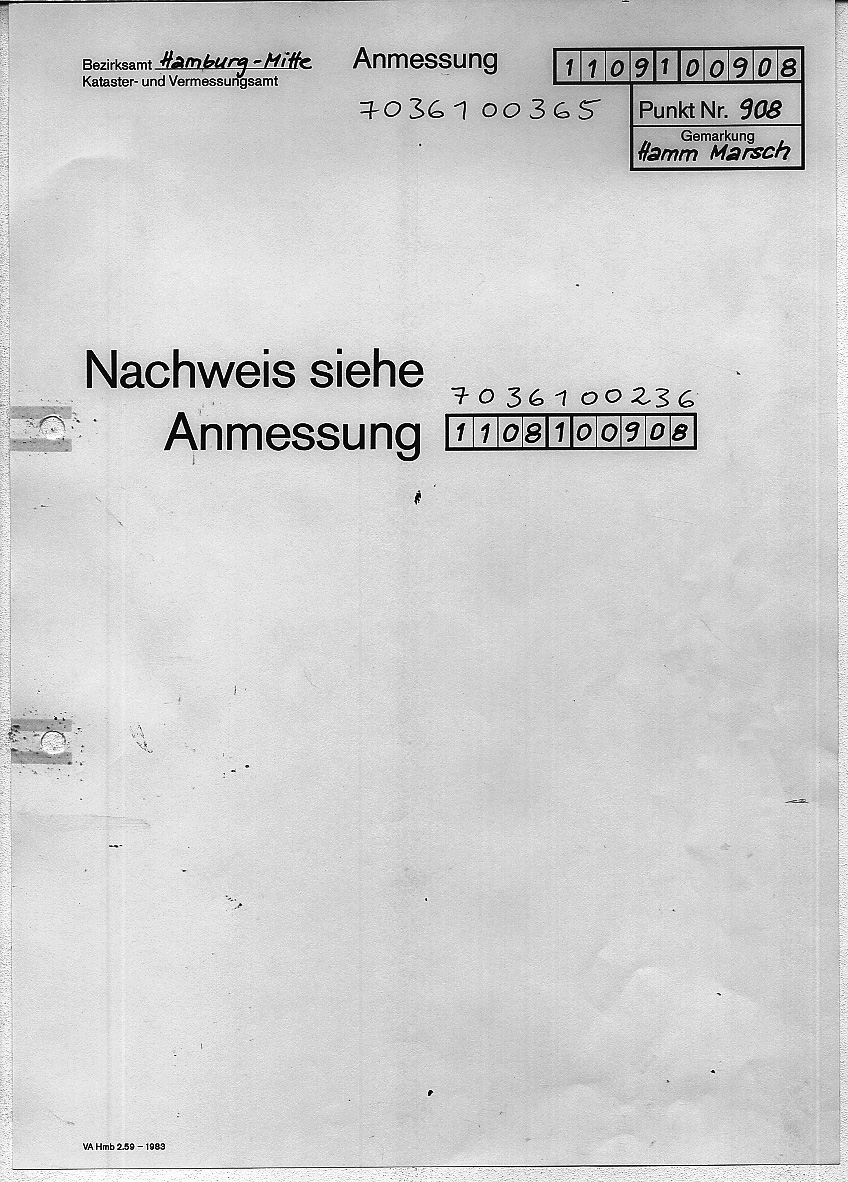 Bezirksamt Hamburg-Mitte
Kataster- und Vermessungsamt
Anmessung
1109100908
7036100365
Punkt Nr. 908
Gemarkung
Hamm Marsch
Nachweis siehe
7036100236
Anmessung 1108100908
VA Hmb 2.59 – 1983